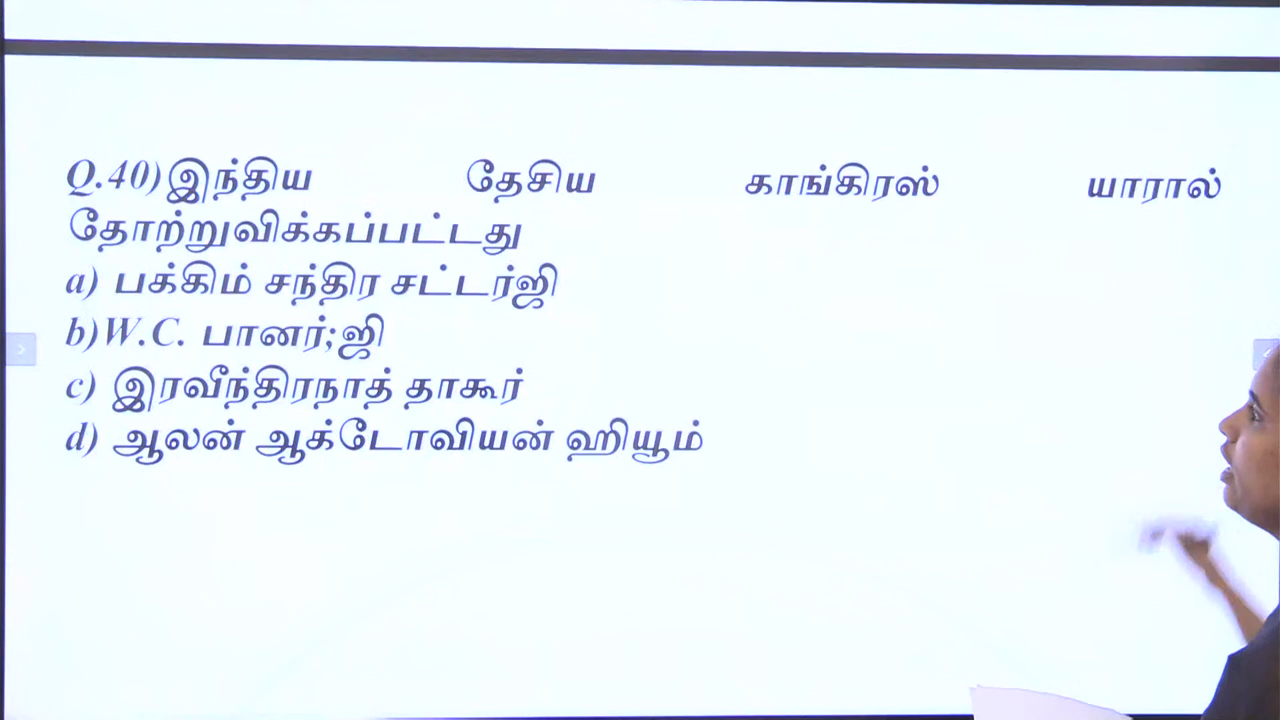 Q.40)இந்திய தேசிய காங்கிரஸ் யாரால்
தோற்றுவிக்கப்பட்டது
a) பக்கிம் சந்திர சட்டர்ஜி
b)W.C. பானர்;ஜி
c) இரவீந்திரநாத் தாகூர்
d) ஆலன் ஆக்டோவியன் ஹியூம்